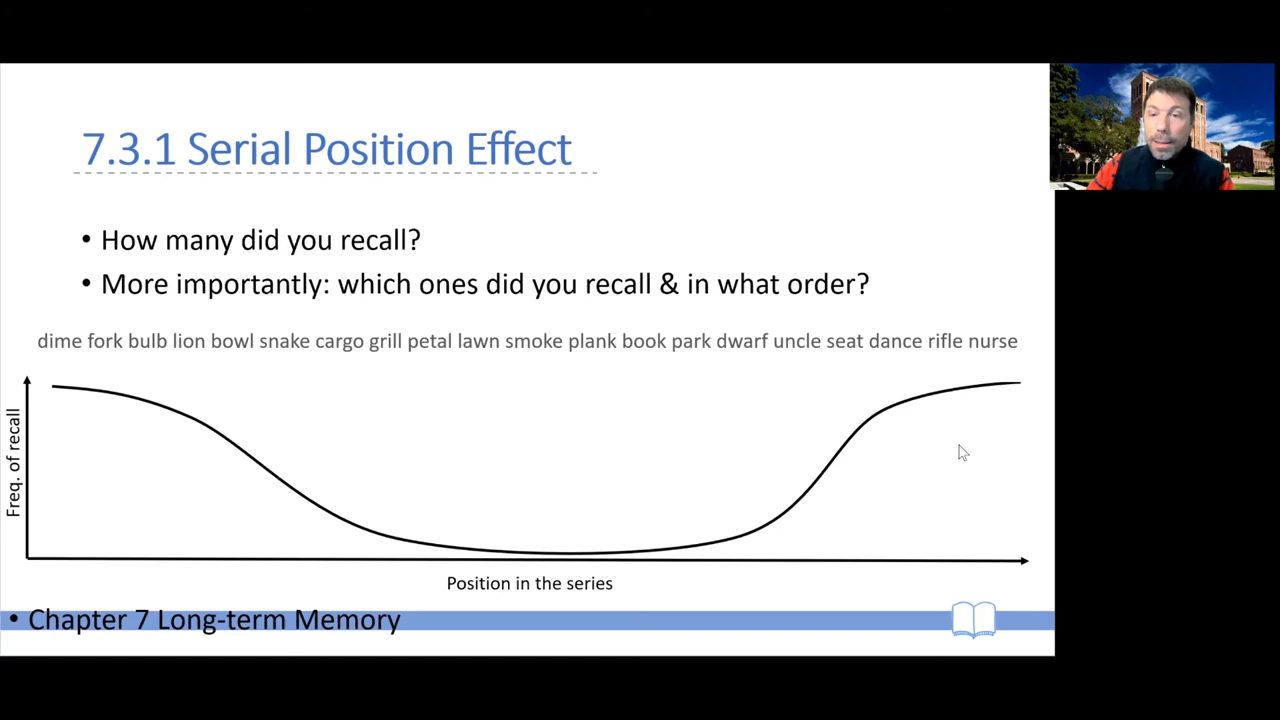 7.3.1 Serial Position Effect
• How many did you recall?
• More importantly: which ones did you recall & in what order?
dime fork bulb lion bowl snake cargo grill petal lawn smoke plank book park dwarf uncle seat dance rifle nurse
Freq. of recall
Position in the series
• Chapter 7 Long-term Memory